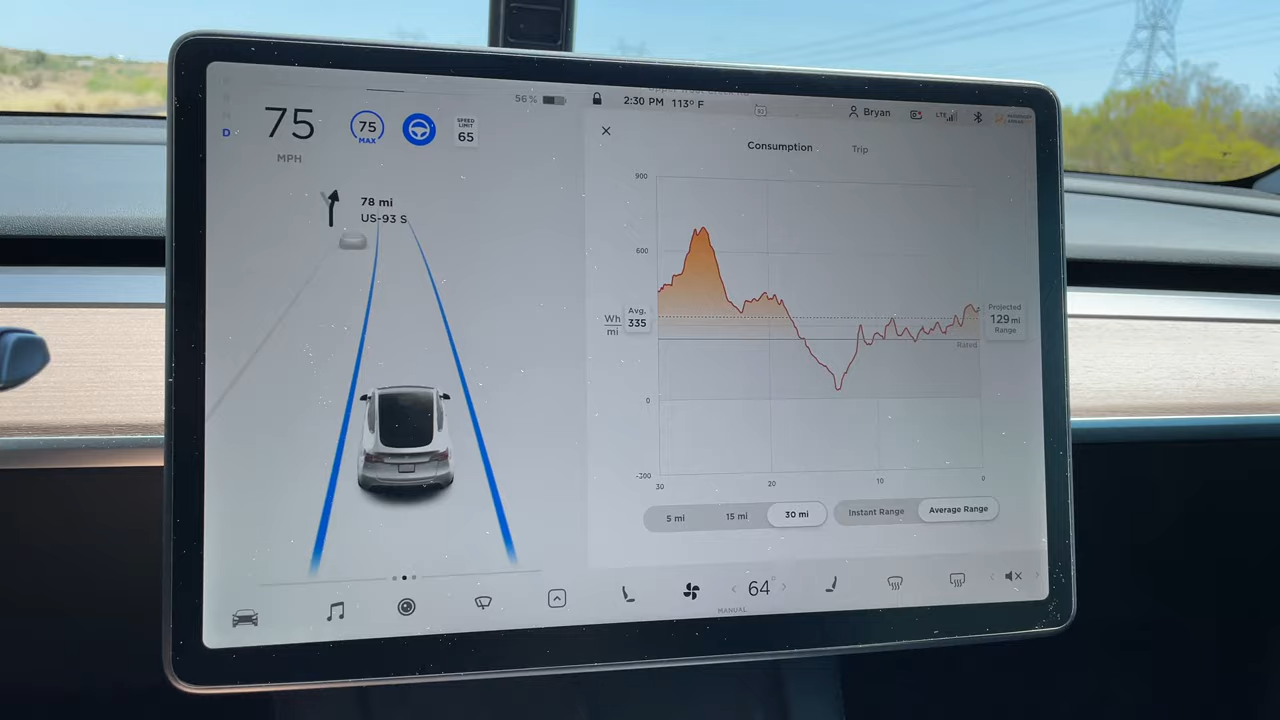 56%
2:30 PM 113° F
Bryan
LTE
D
75
MPH
75
MAX
SPEED
LIMIT
65
78 mi
US-93 S
Consumption
Trip
900
600
0
-300
Wh
mi
Avg.
335
Projected
129 mi
Range
Rated
30
20
10
0
5 mi
15 mi
30 mi
Instant Range
Average Range
64°
MANUAL